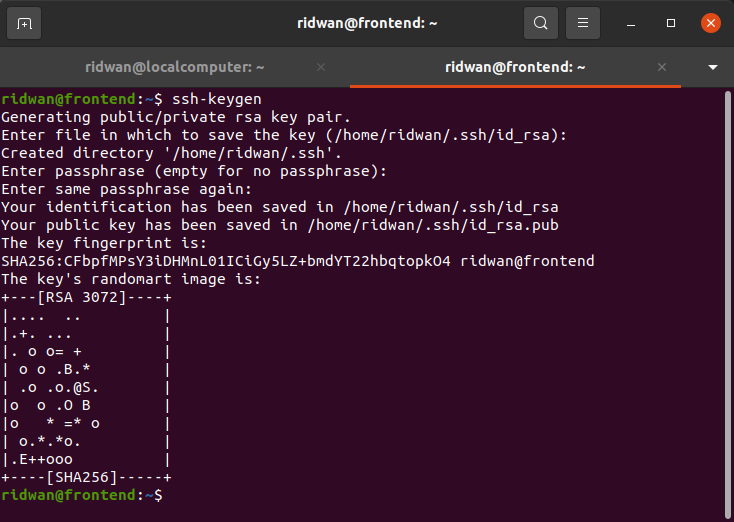 ridwan@frontend: ~
ridwan@localcomputer: ~ ×
ridwan@frontend: ~ ×
ridwan@frontend:~$ ssh-keygen
Generating public/private rsa key pair.
Enter file in which to save the key (/home/ridwan/.ssh/id_rsa):
Created directory '/home/ridwan/.ssh'.
Enter passphrase (empty for no passphrase):
Enter same passphrase again:
Your identification has been saved in /home/ridwan/.ssh/id_rsa
Your public key has been saved in /home/ridwan/.ssh/id_rsa.pub
The key fingerprint is:
SHA256:CFbpfMPsY3iDHMnL01ICiGy5LZ+bmdYT22hbqtopkO4 ridwan@frontend
The key's randomart image is:
+---[RSA 3072]----+
|....  ..         |
|.+. ...          |
|. o o= +         |
| o o .B.*        |
| .o .o.@S.       |
|o  o .O B        |
|o   * =* o       |
| o.*.*o.         |
|.E++ooo          |
+----[SHA256]-----+
ridwan@frontend:~$